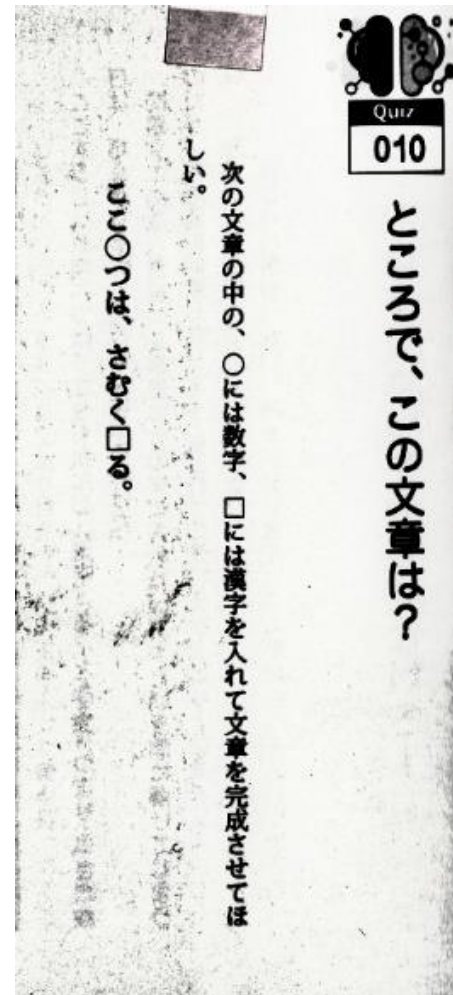 Quiz
010
ところで、この文章は?
次の文章の中の、○には数字、□には漢字を入れて文章を完成させてほ
しい。
ここ○つは、さむく□る。